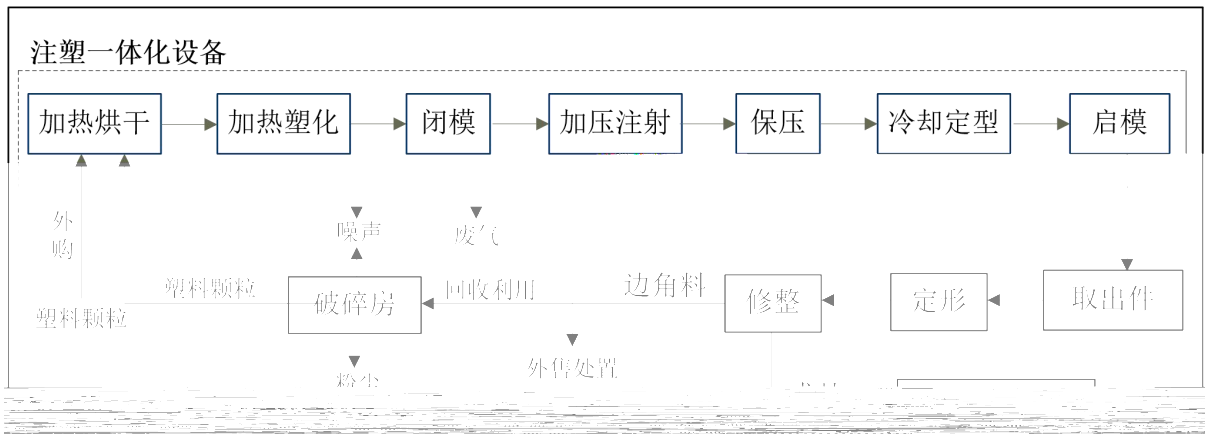 注塑一体化设备
加热烘干 加热塑化 闭模 加压注射 保压 冷却定型 启模
外购
噪声 废气
塑料颗粒 破碎房 回收利用 边角料 修整 定形 取出件
塑料颗粒
外售处置
粉尘